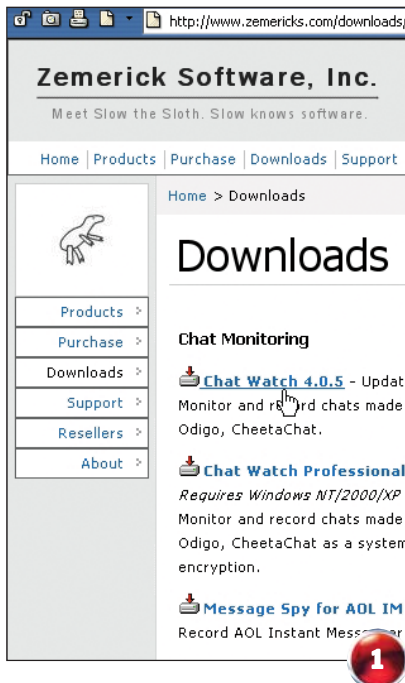 http://www.zemericks.com/downloads/
Zemerick Software, Inc.
Meet Slow the Sloth. Slow knows software.
Home | Products | Purchase | Downloads | Support
Home > Downloads
Downloads
Products >
Purchase >
Downloads >
Support >
Resellers >
About >
Chat Monitoring
Chat Watch 4.0.5 - Updat
Monitor and rd chats made
Odigo, CheetaChat.
Chat Watch Professional
Requires Windows NT/2000/XP
Monitor and record chats made
Odigo, CheetaChat as a system
encryption.
Message Spy for AOL IM
Record AOL Instant
1